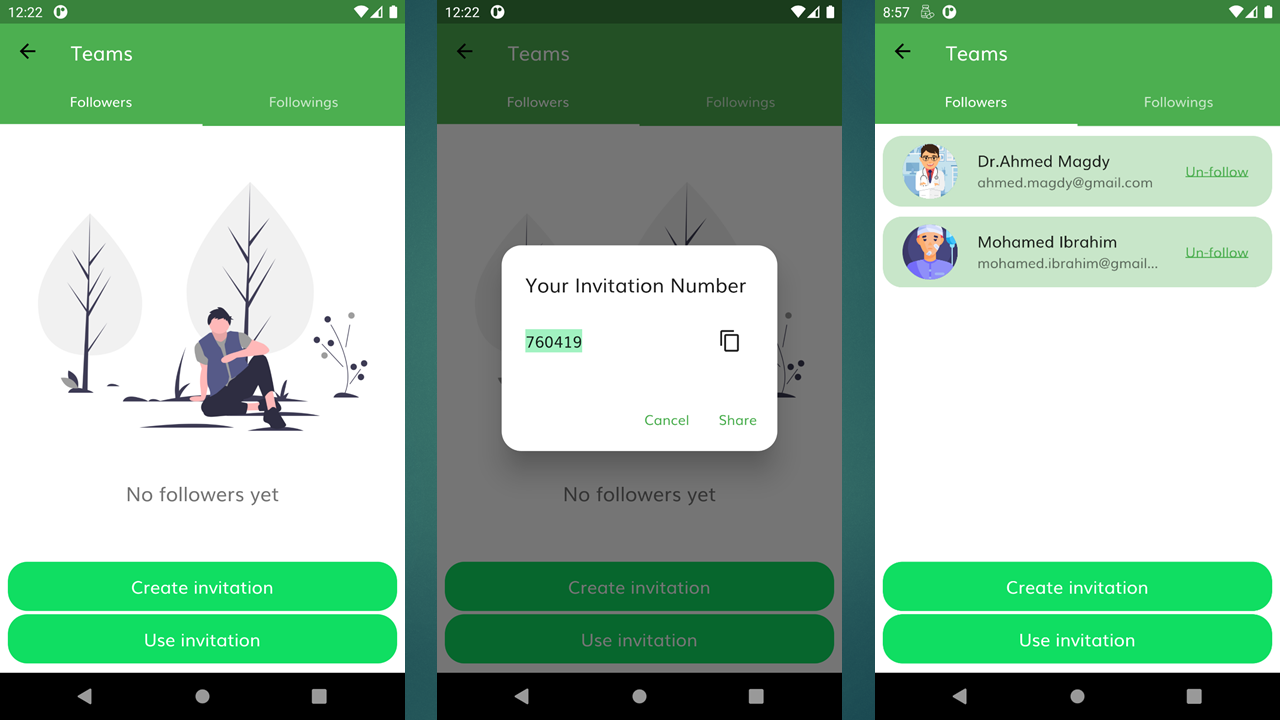 12:22
Teams
Followers Followings
No followers yet
Create invitation
Use invitation
12:22
Teams
Followers Followings
Your Invitation Number
760419
Cancel Share
No followers yet
Create invitation
Use invitation
8:57
Teams
Followers Followings
Dr.Ahmed Magdy
ahmed.magdy@gmail.com
Un-follow
Mohamed Ibrahim
mohamed.ibrahim@gmail...
Un-follow
Create invitation
Use invitation